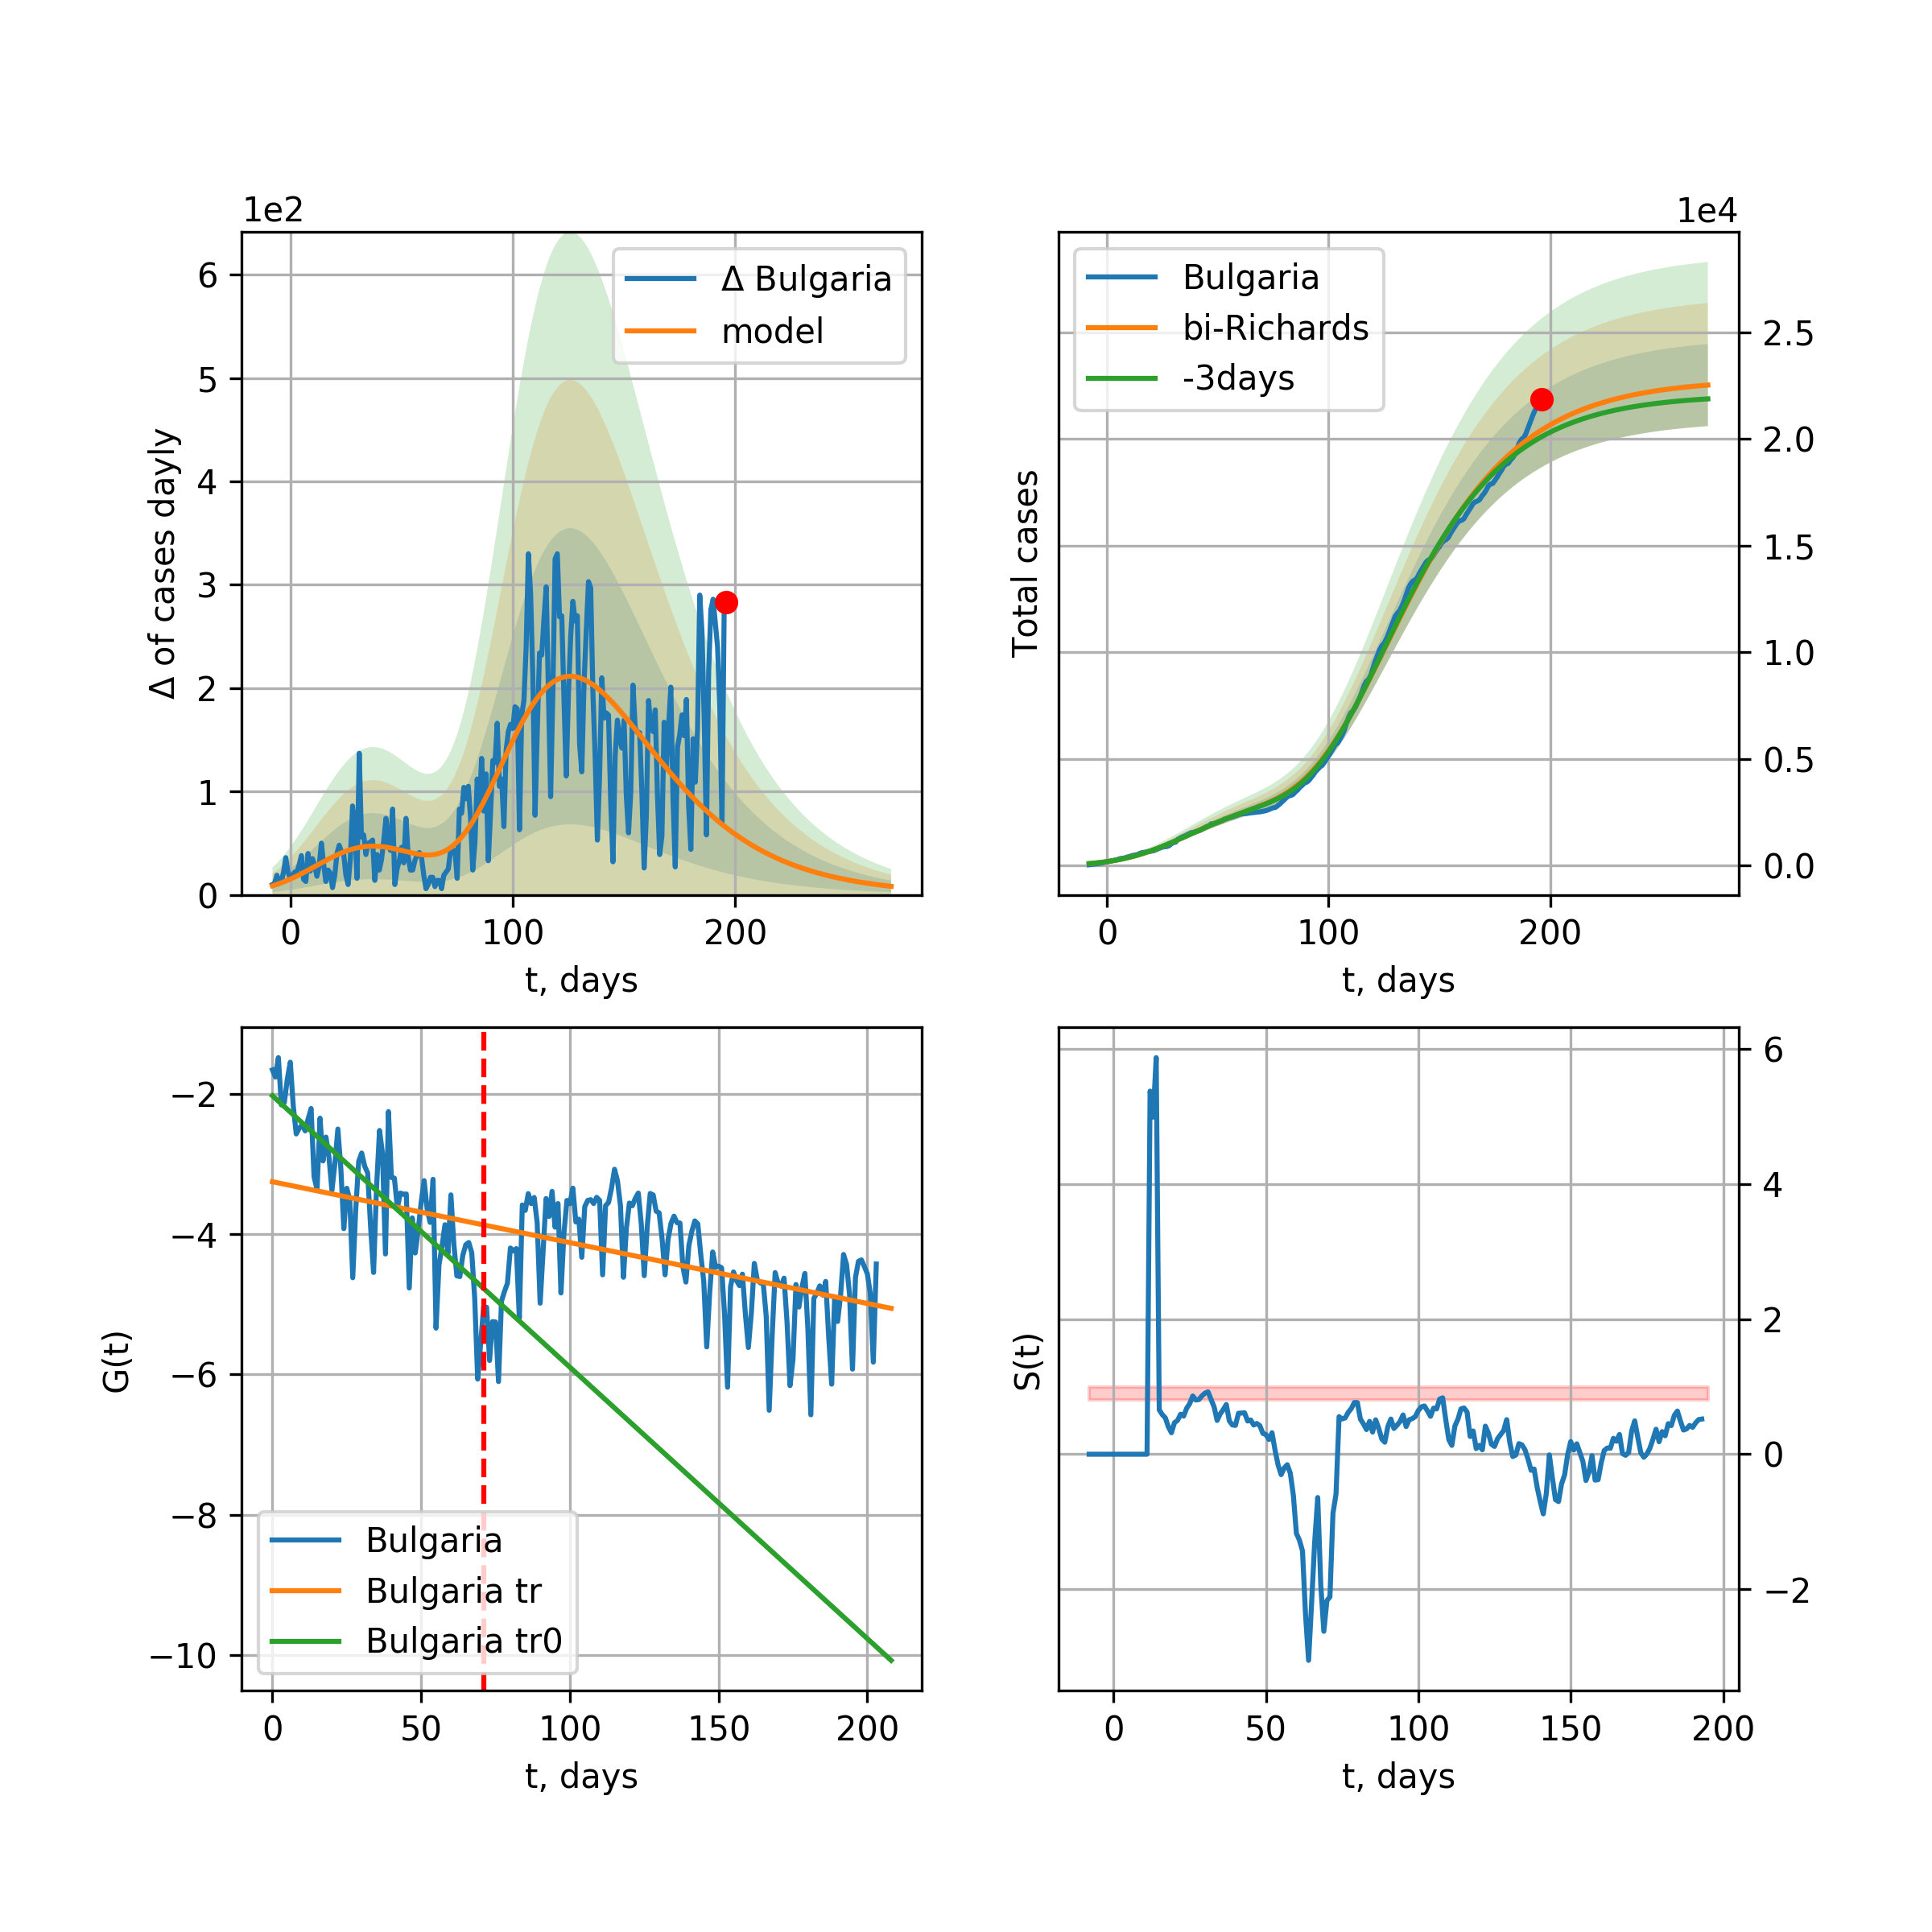 1e2
6
5
4
3
2
1
0
Δ of cases dayly
Δ Bulgaria
model
0 100 200
t, days
1e4
Total cases
Bulgaria
bi-Richards
-3days
2.5
2.0
1.5
1.0
0.5
0.0
0 100 200
t, days
−2
−4
−6
−8
−10
G(t)
Bulgaria
Bulgaria tr
Bulgaria tr0
0 50 100 150 200
t, days
S(t)
6
4
2
0
−2
0 50 100 150 200
t, days